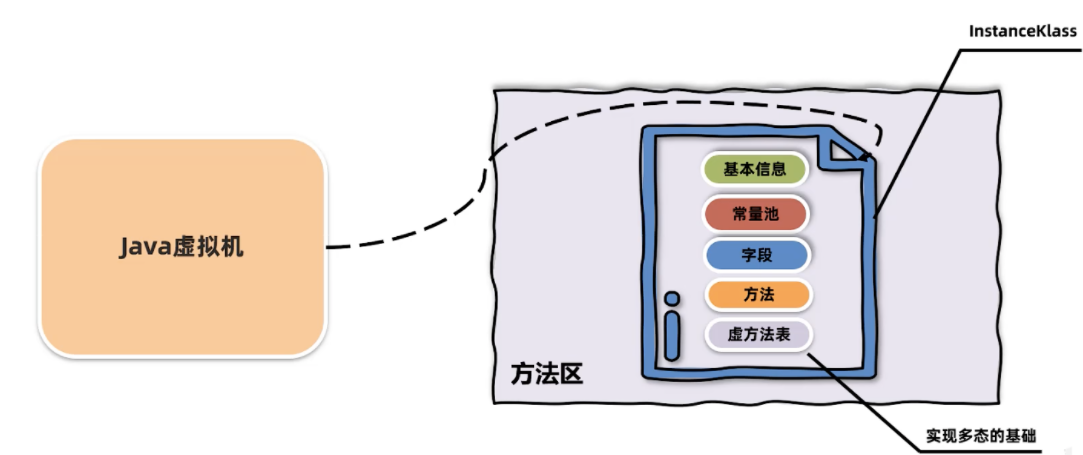 InstanceKlass
基本信息
常量池
Java虚拟机
字段
方法
虚方法表
方法区
实现多态的基础